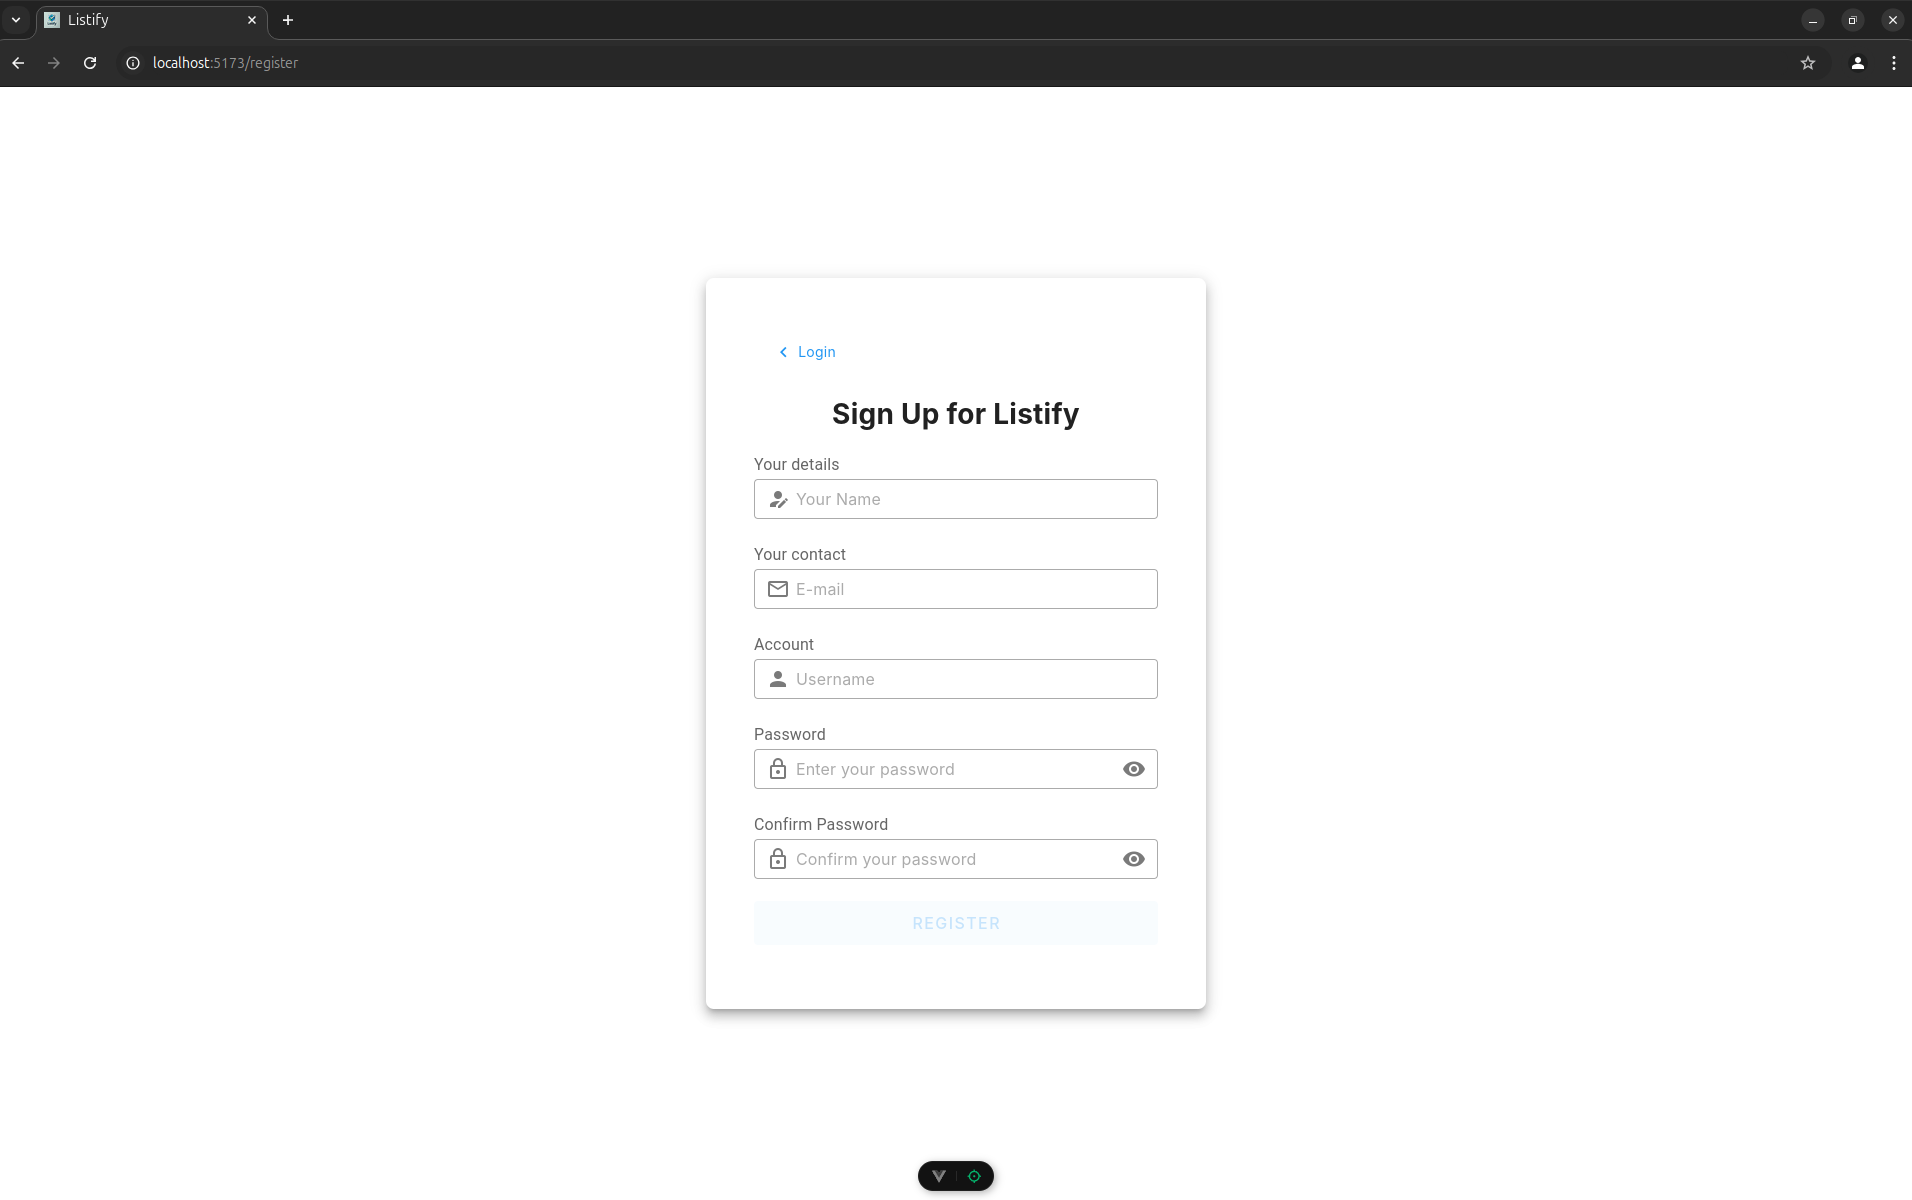 Listify
localhost:5173/register
Login
Sign Up for Listify
Your details
Your Name
Your contact
E-mail
Account
Username
Password
Enter your password
Confirm Password
Confirm your password
REGISTER